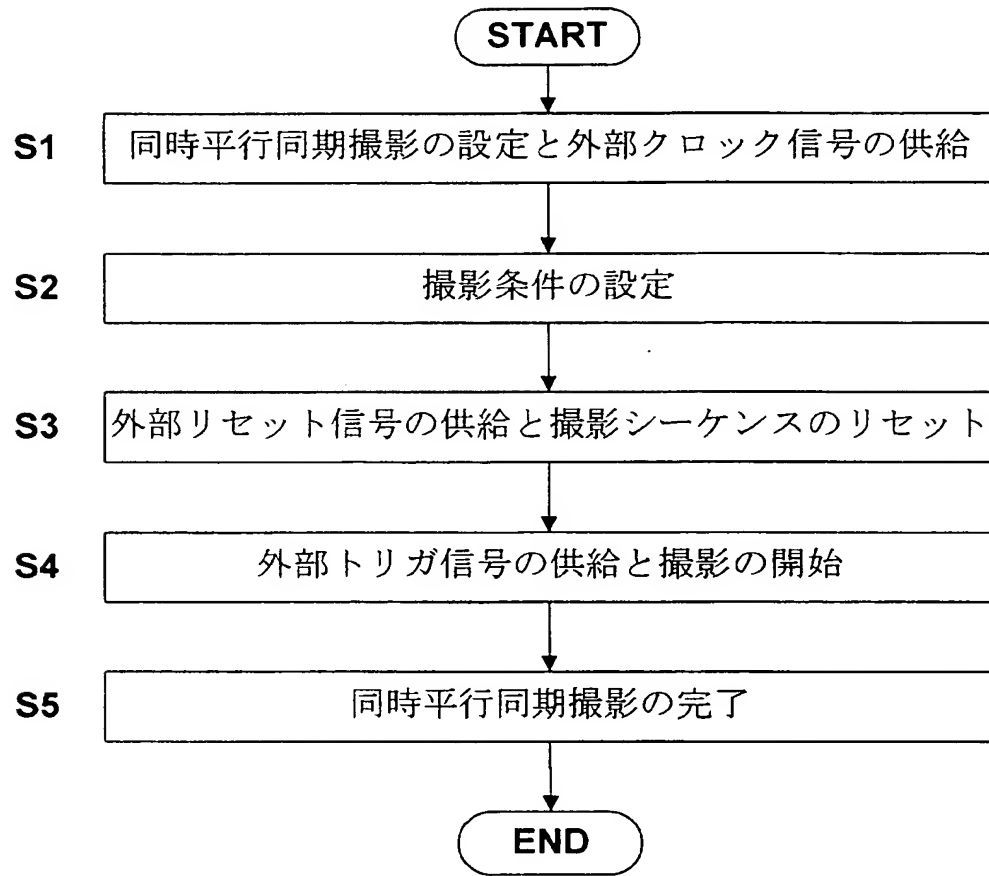 START
S1 同時平行同期撮影の設定と外部クロック信号の供給
S2 撮影条件の設定
S3 外部リセット信号の供給と撮影シーケンスのリセット
S4 外部トリガ信号の供給と撮影の開始
S5 同時平行同期撮影の完了
END